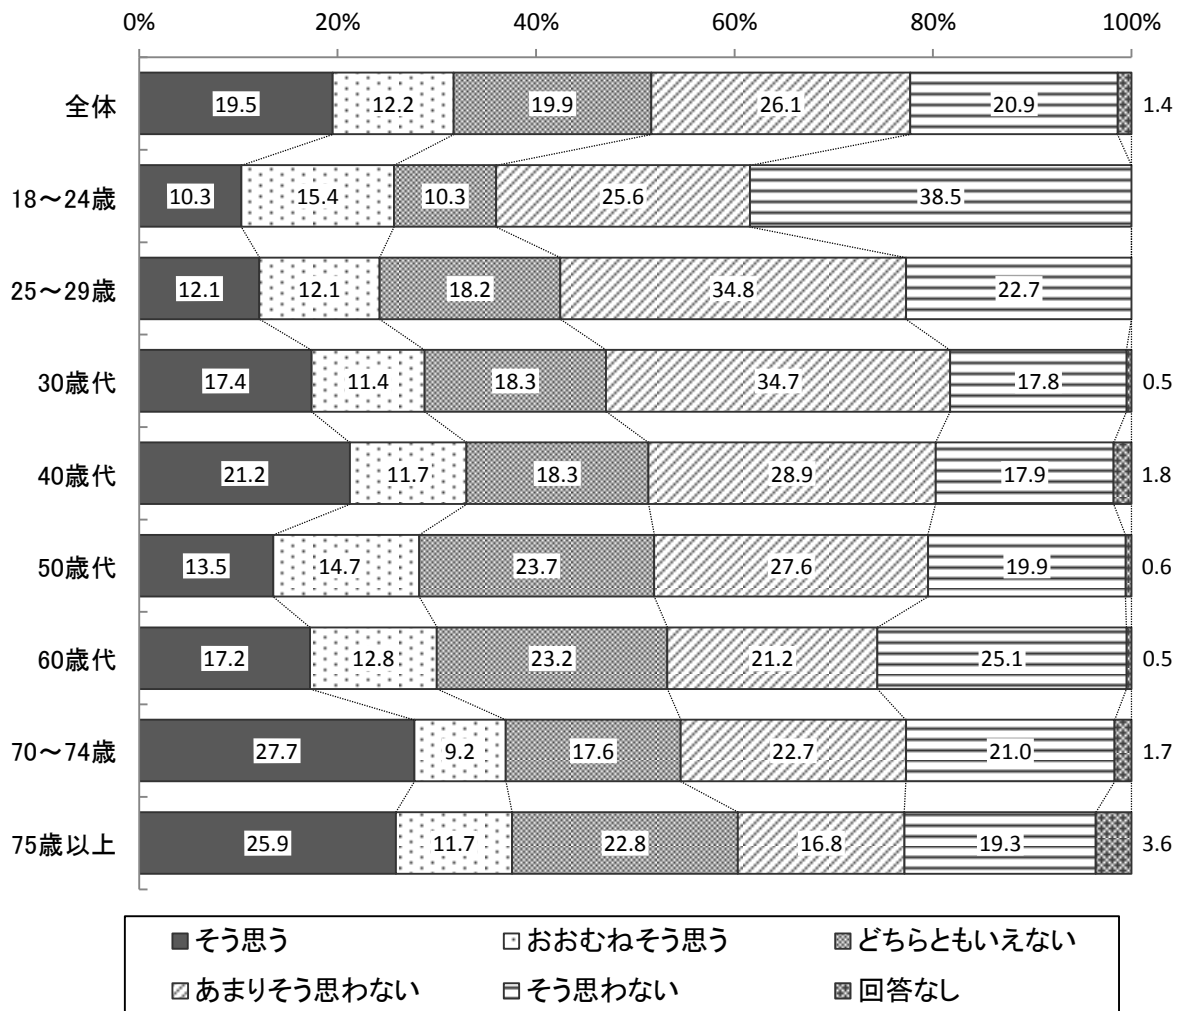 0% 20% 40% 60% 80% 100%
全体 19.5 12.2 19.9 26.1 20.9 1.4
18～24歳 10.3 15.4 10.3 25.6 38.5
25～29歳 12.1 12.1 18.2 34.8 22.7
30歳代 17.4 11.4 18.3 34.7 17.8 0.5
40歳代 21.2 11.7 18.3 28.9 17.9 1.8
50歳代 13.5 14.7 23.7 27.6 19.9 0.6
60歳代 17.2 12.8 23.2 21.2 25.1 0.5
70～74歳 27.7 9.2 17.6 22.7 21.0 1.7
75歳以上 25.9 11.7 22.8 16.8 19.3 3.6
そう思う おおむねそう思う どちらともいえない
あまりそう思わない そう思わない 回答なし